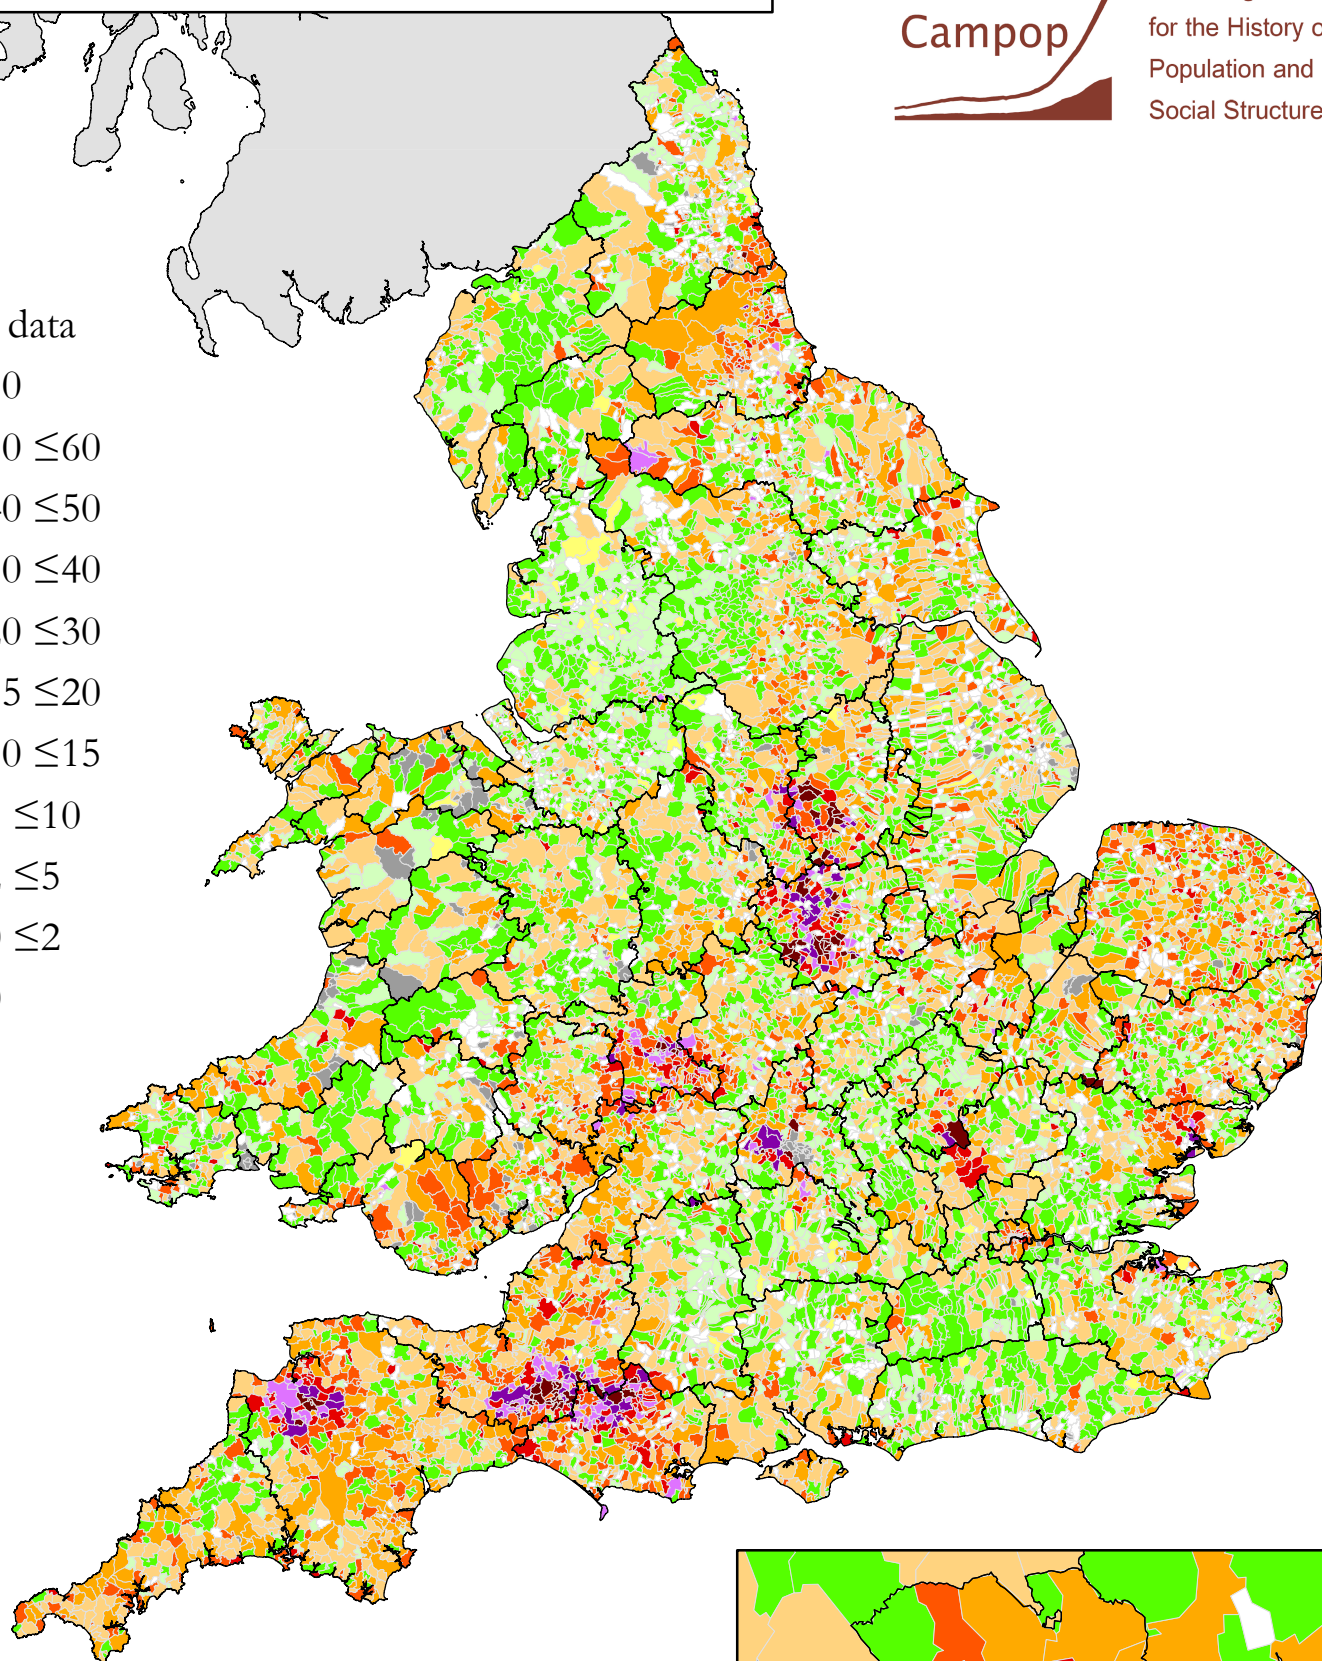 Campop
for the History o
Population and
Social Structure
data
0
0 ≤60
0 ≤50
0 ≤40
0 ≤30
5 ≤20
0 ≤15
≤10
≤5
≤2